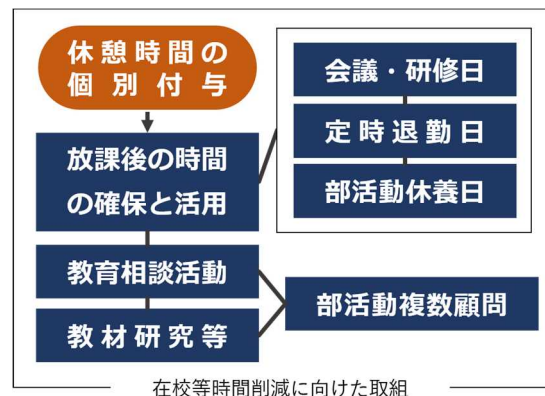 休憩時間の
個別付与
放課後の時間
の確保と活用
教育相談活動
教材研究等
会議・研修日
定時退勤日
部活動休養日
部活動複数顧問
在校等時間削減に向けた取組